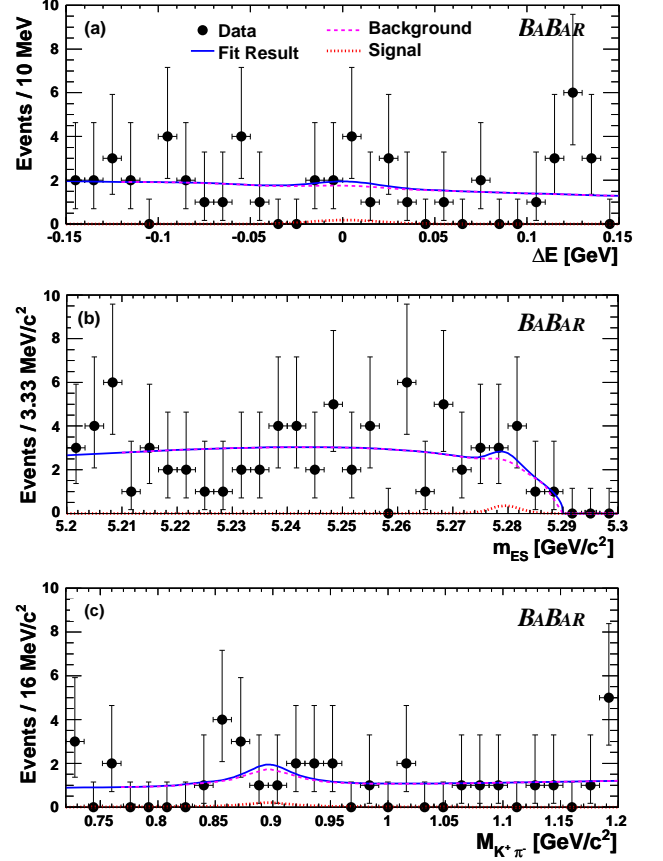 (a)
Data
Fit Result
Background
Signal
BABAR
Events / 10 MeV
10
8
6
4
2
0
-0.15 -0.1 -0.05 0 0.05 0.1 0.15
ΔE [GeV]
(b)
BABAR
Events / 3.33 MeV/c²
10
8
6
4
2
0
5.2 5.21 5.22 5.23 5.24 5.25 5.26 5.27 5.28 5.29 5.3
m_ES [GeV/c²]
(c)
BABAR
Events / 16 MeV/c²
10
8
6
4
2
0
0.75 0.8 0.85 0.9 0.95 1 1.05 1.1 1.15 1.2
M_K⁺π⁻ [GeV/c²]